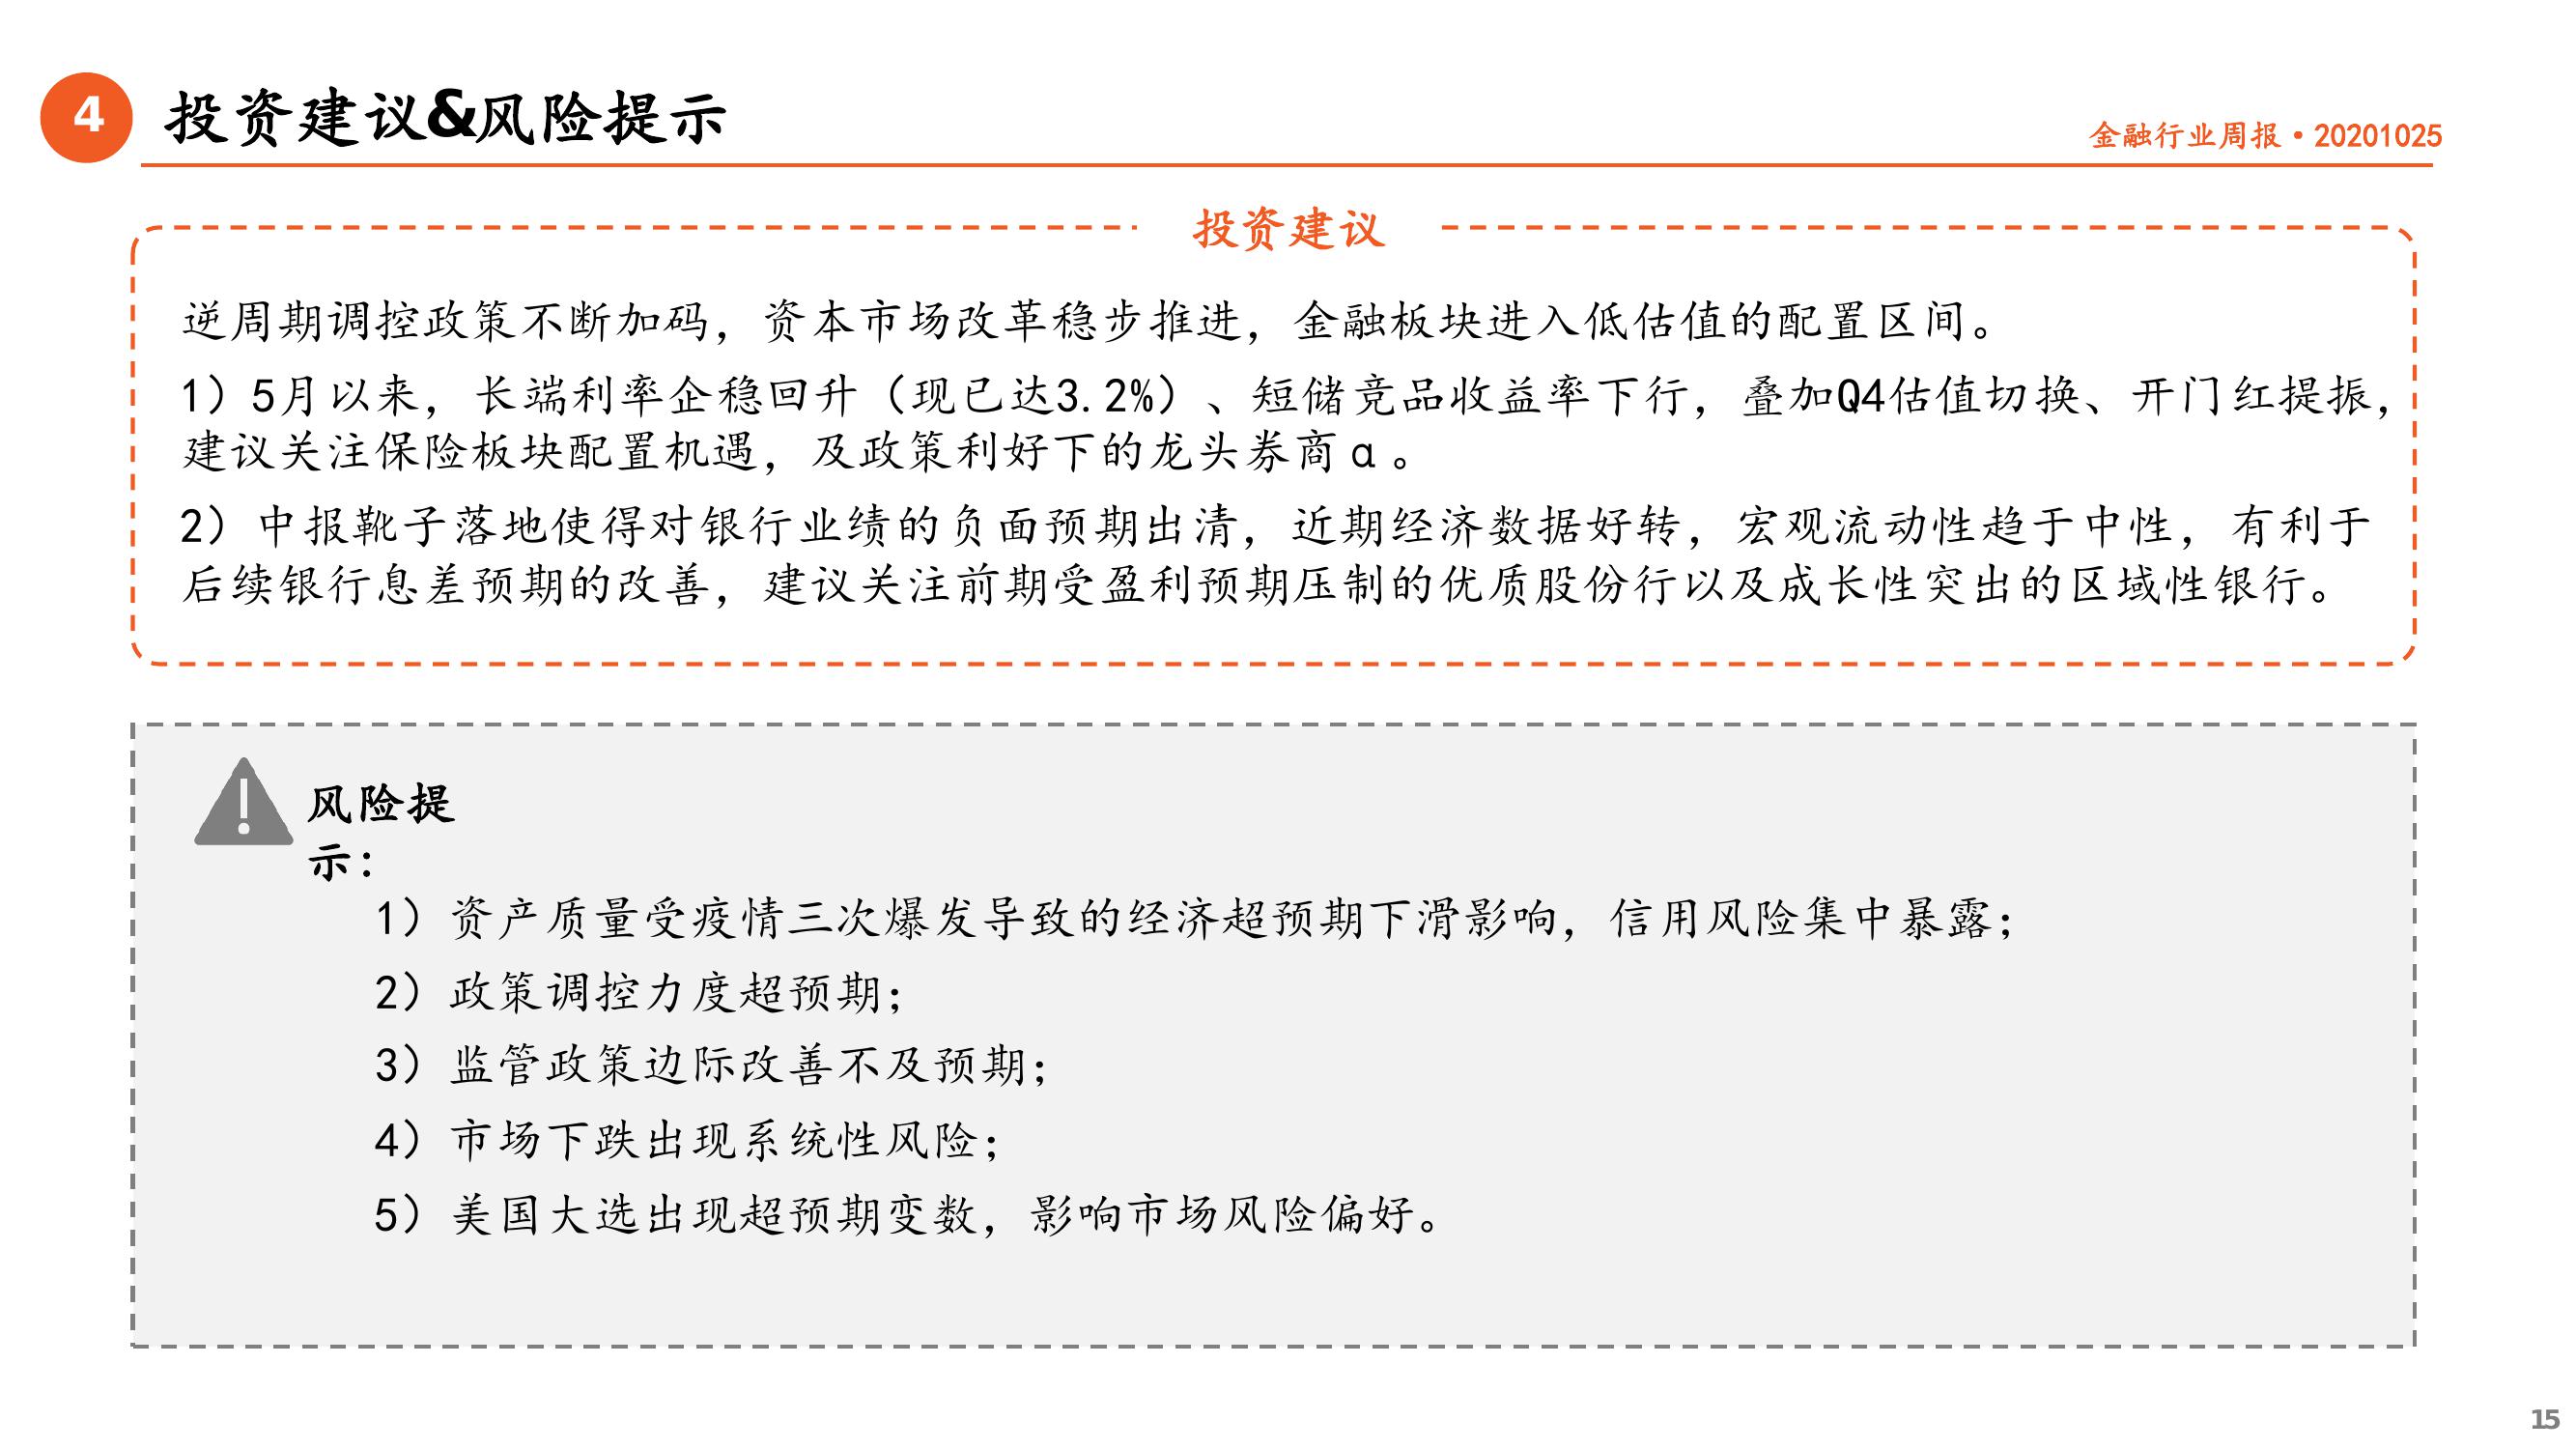 4
投资建议&风险提示
金融行业周报·20201025
投资建议
逆周期调控政策不断加码，资本市场改革稳步推进，金融板块进入低估值的配置区间。
1）5月以来，长端利率企稳回升（现已达3.2%）、短储竞品收益率下行，叠加Q4估值切换、开门红提振，
建议关注保险板块配置机遇，及政策利好下的龙头券商α。
2）中报靴子落地使得对银行业绩的负面预期出清，近期经济数据好转，宏观流动性趋于中性，有利于
后续银行息差预期的改善，建议关注前期受盈利预期压制的优质股份行以及成长性突出的区域性银行。
风险提
示：
1）资产质量受疫情三次爆发导致的经济超预期下滑影响，信用风险集中暴露；
2）政策调控力度超预期；
3）监管政策边际改善不及预期；
4）市场下跌出现系统性风险；
5）美国大选出现超预期变数，影响市场风险偏好。
15